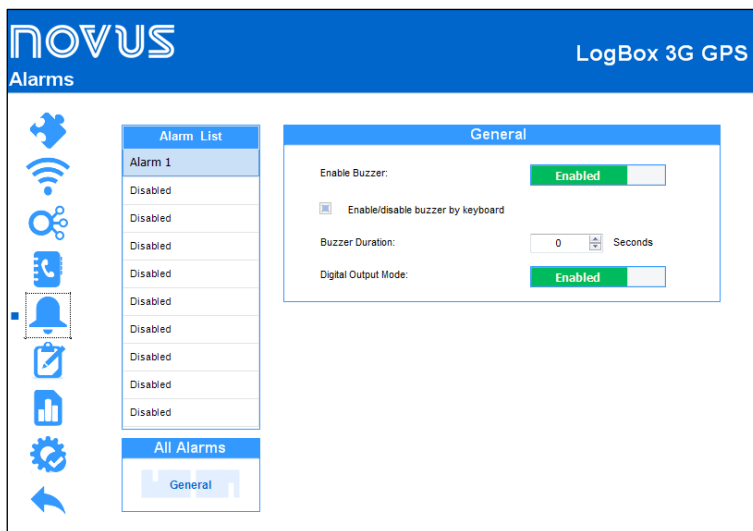 NOVUS
LogBox 3G GPS
Alarms
Alarm List
Alarm 1
Disabled
Disabled
Disabled
Disabled
Disabled
Disabled
Disabled
Disabled
Disabled
All Alarms
General
General
Enable Buzzer:
Enabled
Enable/disable buzzer by keyboard
Buzzer Duration:
0
Seconds
Digital Output Mode:
Enabled